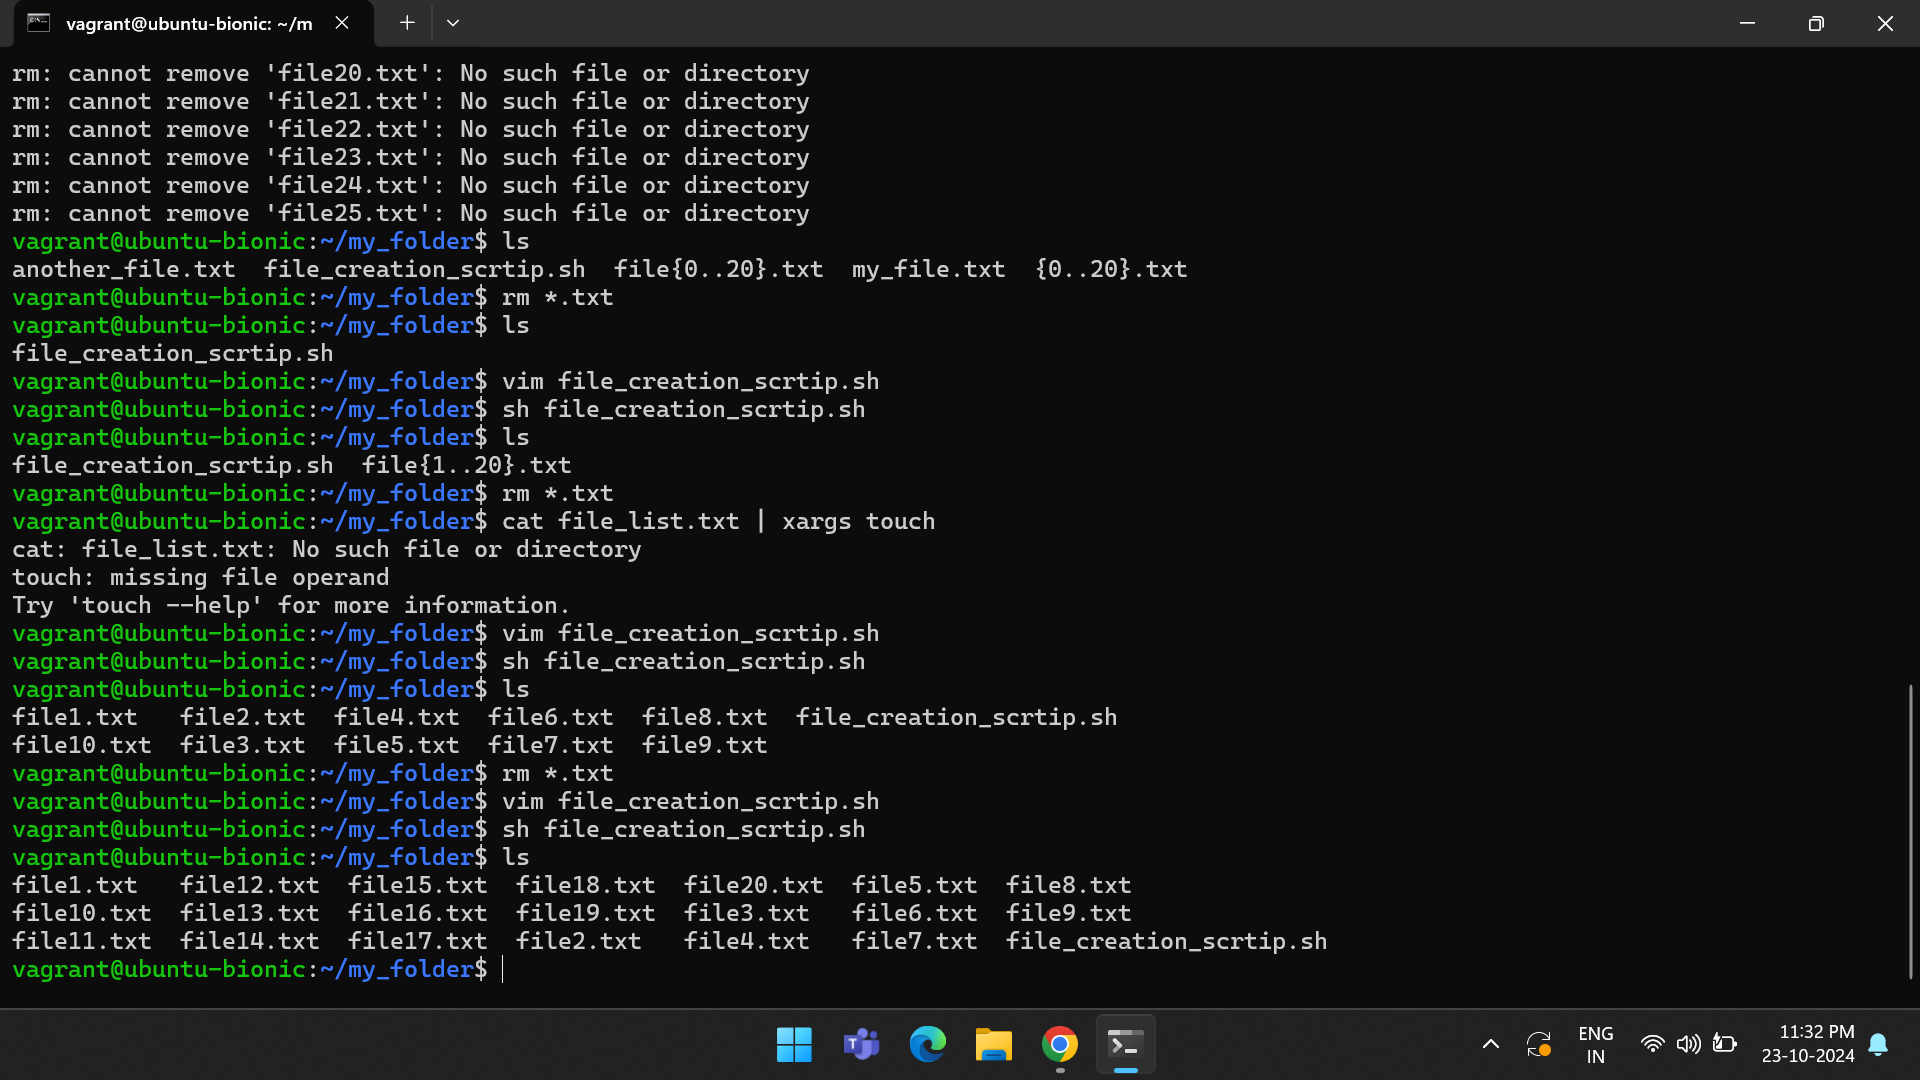 vagrant@ubuntu-bionic: ~/m
rm: cannot remove 'file20.txt': No such file or directory
rm: cannot remove 'file21.txt': No such file or directory
rm: cannot remove 'file22.txt': No such file or directory
rm: cannot remove 'file23.txt': No such file or directory
rm: cannot remove 'file24.txt': No such file or directory
rm: cannot remove 'file25.txt': No such file or directory
vagrant@ubuntu-bionic:~/my_folder$ ls
another_file.txt  file_creation_scrtip.sh  file{0..20}.txt  my_file.txt  {0..20}.txt
vagrant@ubuntu-bionic:~/my_folder$ rm *.txt
vagrant@ubuntu-bionic:~/my_folder$ ls
file_creation_scrtip.sh
vagrant@ubuntu-bionic:~/my_folder$ vim file_creation_scrtip.sh
vagrant@ubuntu-bionic:~/my_folder$ sh file_creation_scrtip.sh
vagrant@ubuntu-bionic:~/my_folder$ ls
file_creation_scrtip.sh  file{1..20}.txt
vagrant@ubuntu-bionic:~/my_folder$ rm *.txt
vagrant@ubuntu-bionic:~/my_folder$ cat file_list.txt | xargs touch
cat: file_list.txt: No such file or directory
touch: missing file operand
Try 'touch --help' for more information.
vagrant@ubuntu-bionic:~/my_folder$ vim file_creation_scrtip.sh
vagrant@ubuntu-bionic:~/my_folder$ sh file_creation_scrtip.sh
vagrant@ubuntu-bionic:~/my_folder$ ls
file1.txt   file2.txt  file4.txt  file6.txt  file8.txt  file_creation_scrtip.sh
file10.txt  file3.txt  file5.txt  file7.txt  file9.txt
vagrant@ubuntu-bionic:~/my_folder$ rm *.txt
vagrant@ubuntu-bionic:~/my_folder$ vim file_creation_scrtip.sh
vagrant@ubuntu-bionic:~/my_folder$ sh file_creation_scrtip.sh
vagrant@ubuntu-bionic:~/my_folder$ ls
file1.txt   file12.txt  file15.txt  file18.txt  file20.txt  file5.txt  file8.txt
file10.txt  file13.txt  file16.txt  file19.txt  file3.txt   file6.txt  file9.txt
file11.txt  file14.txt  file17.txt  file2.txt   file4.txt   file7.txt  file_creation_scrtip.sh
vagrant@ubuntu-bionic:~/my_folder$
ENG
IN
11:32 PM
23-10-2024